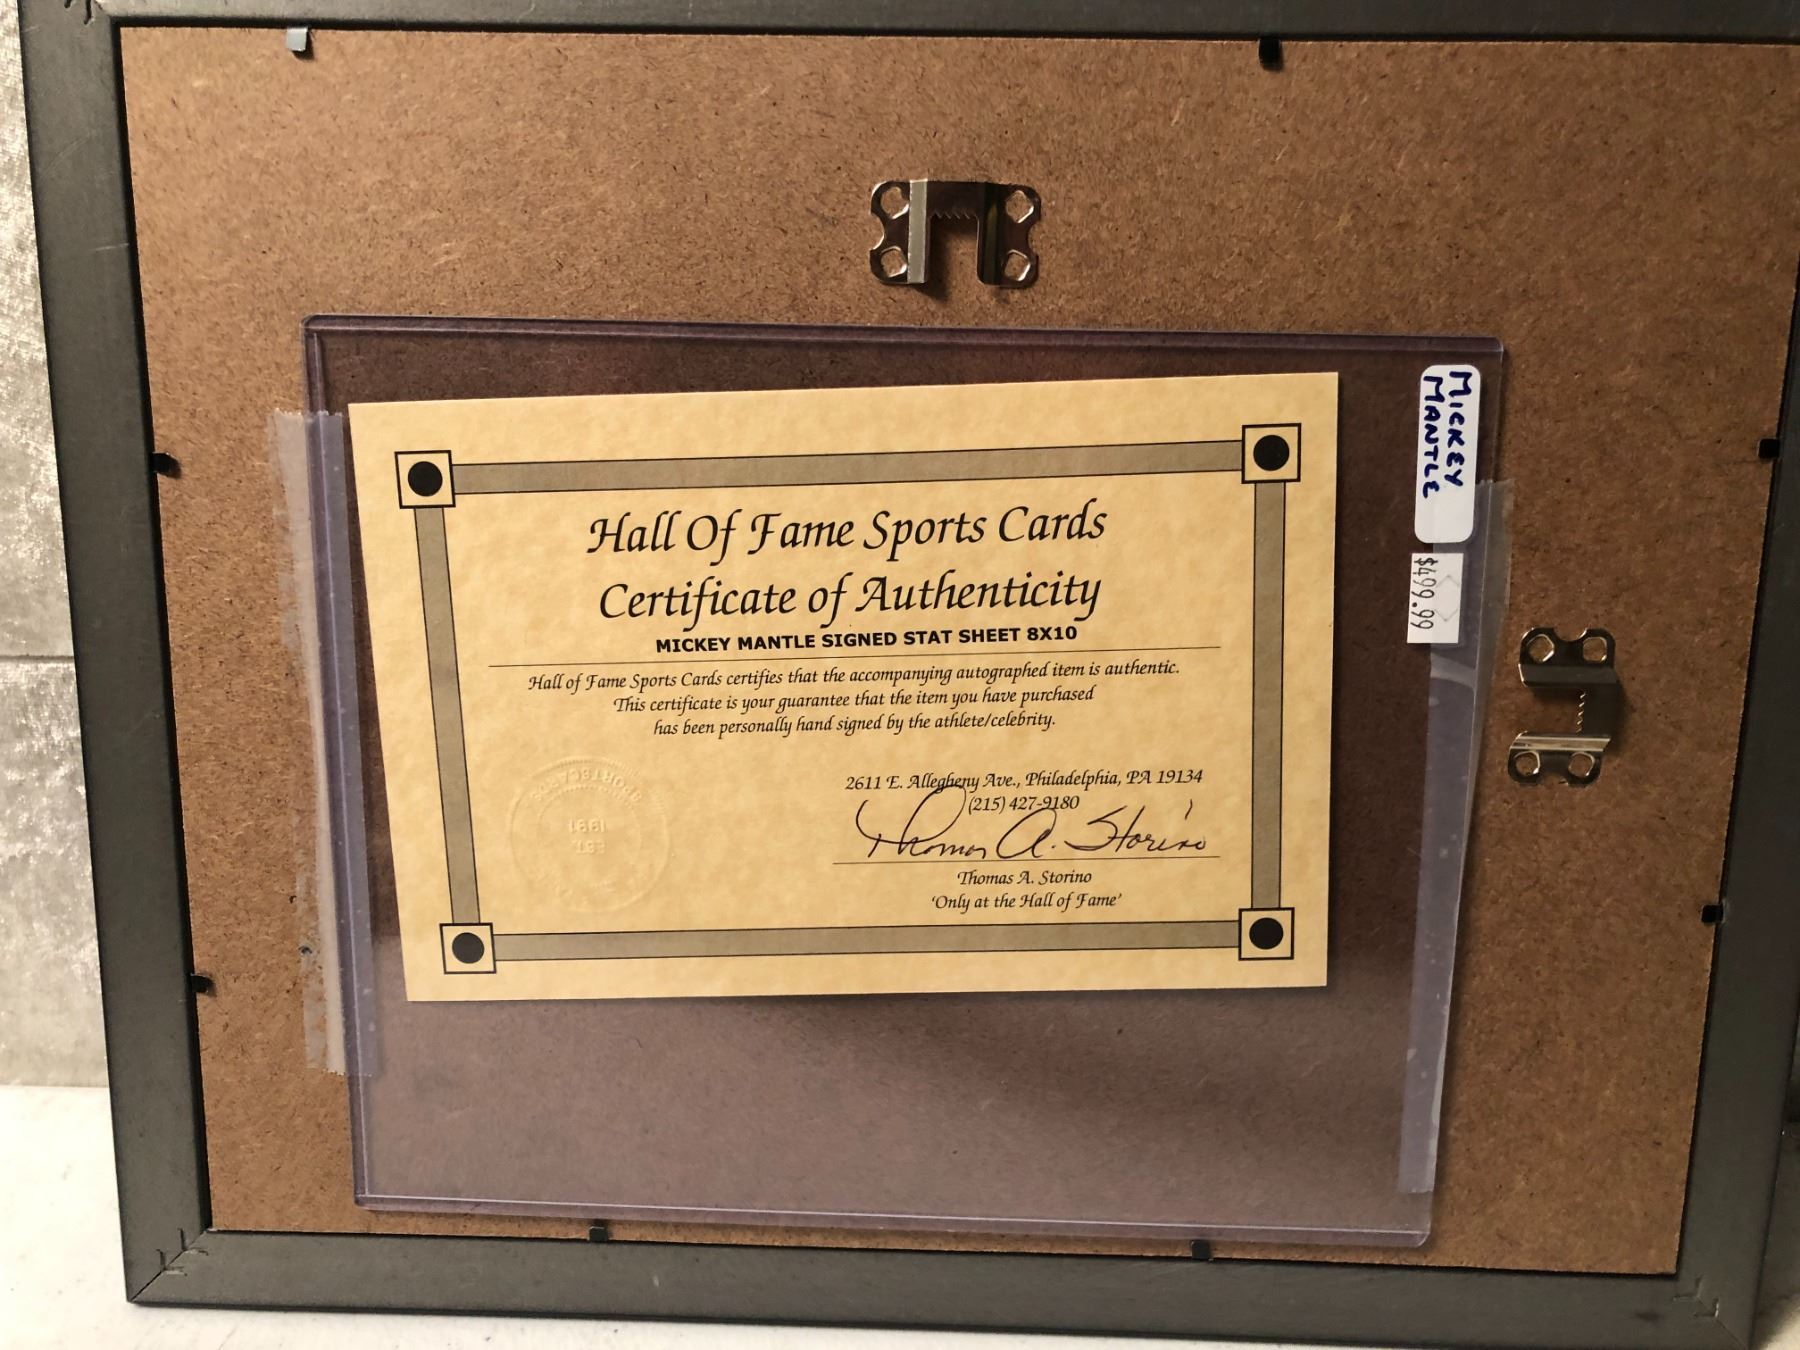 Hall Of Fame Sports Cards
Certificate of Authenticity
MICKEY MANTLE SIGNED STAT SHEET 8X10
Hall of Fame Sports Cards certifies that the accompanying autographed item is authentic.
This certificate is your guarantee that the item you have purchased
has been personally hand signed by the athlete/celebrity.
2611 E. Allegheny Ave., Philadelphia, PA 19134
(215) 427-9180
Thomas A. Storino
Thomas A. Storino
'Only at the Hall of Fame'
EST.
1991
MICKEY
MANTLE
$499.99